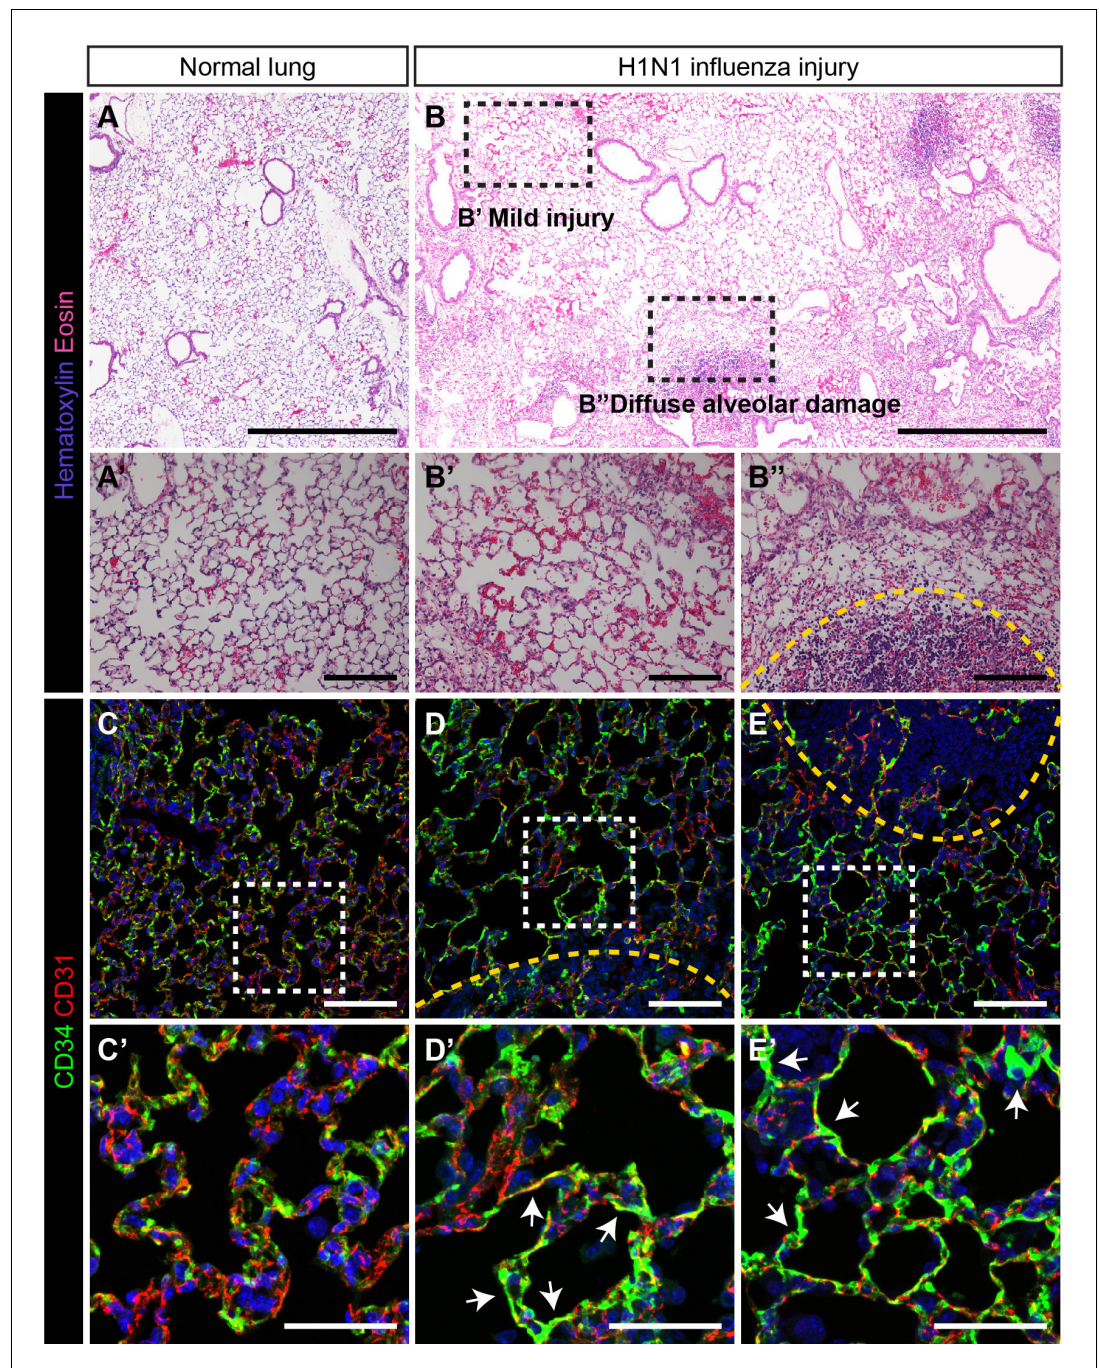 Normal lung
H1N1 influenza injury
Hematoxylin Eosin
A
B
B’ Mild injury
B”Diffuse alveolar damage
A’
B’
B”
CD34 CD31
C
D
E
C’
D’
E’